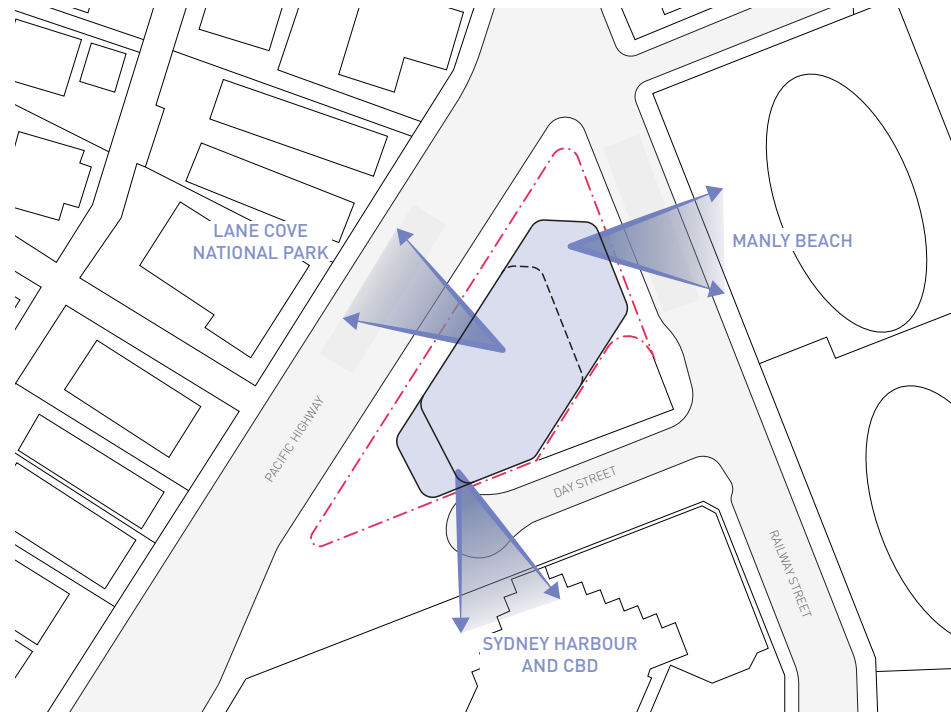 LANE COVE
NATIONAL PARK
MANLY BEACH
PACIFIC HIGHWAY
DAY STREET
RAILWAY STREET
SYDNEY HARBOUR
AND CBD